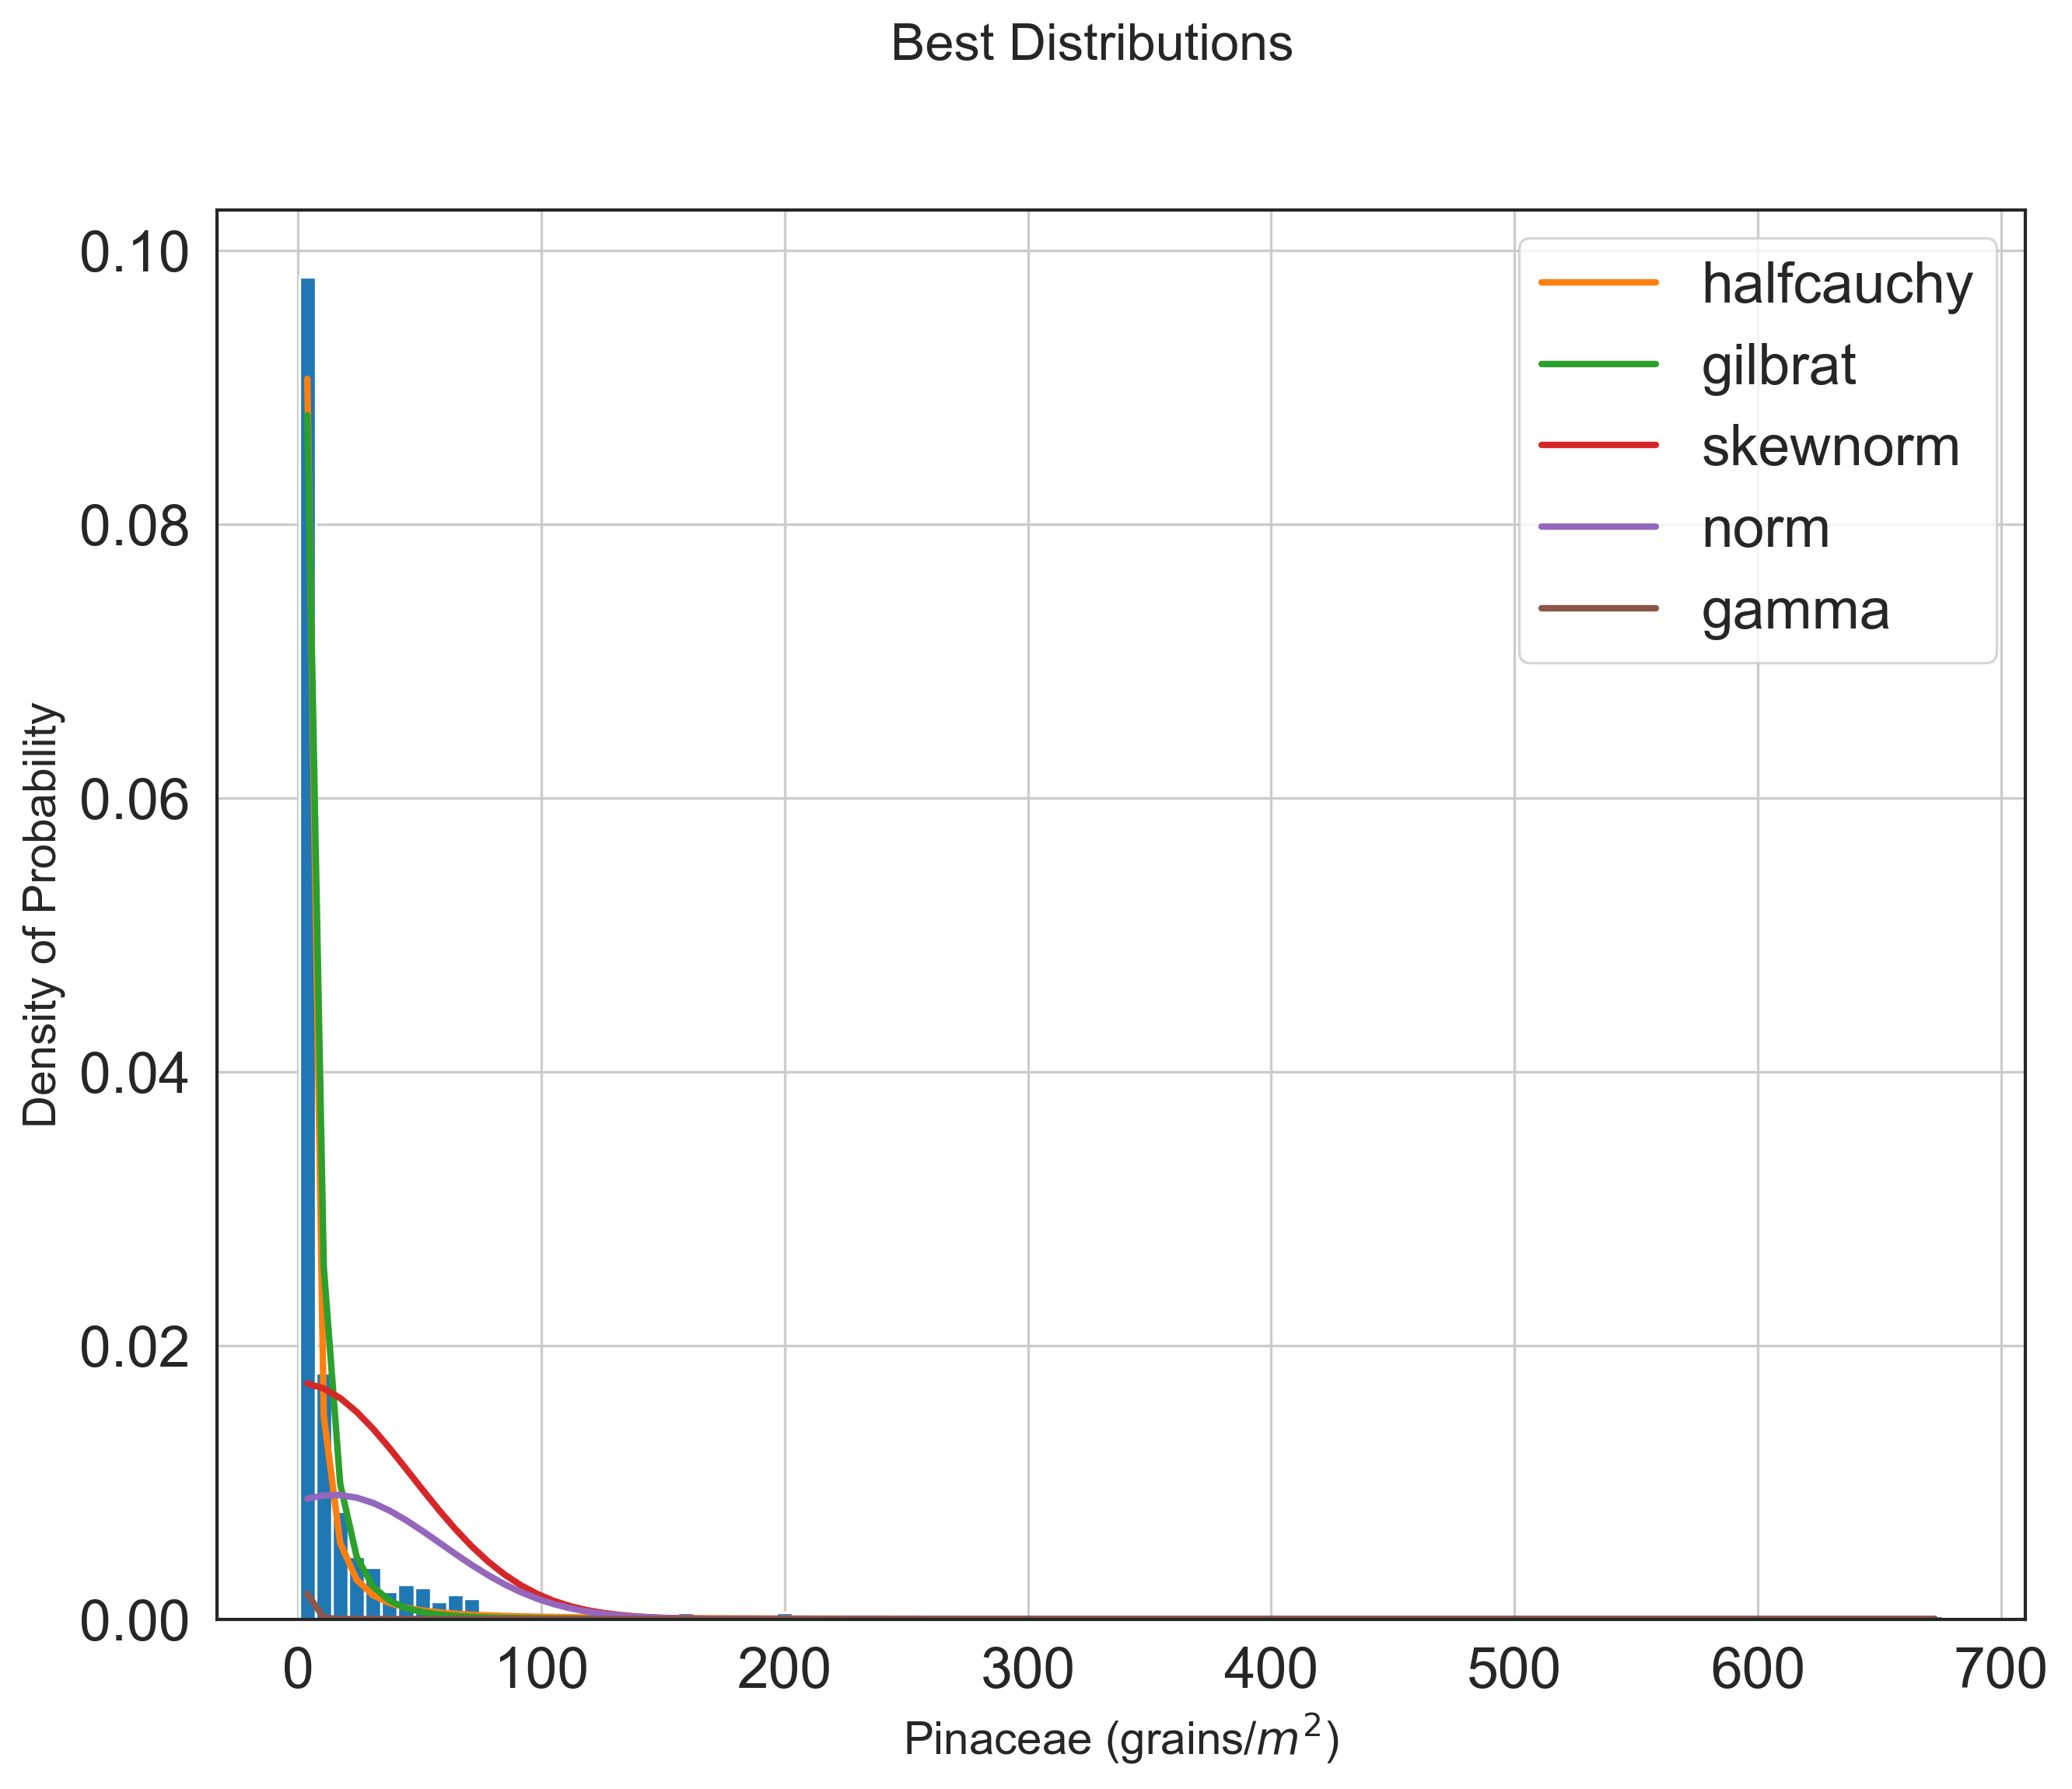 Best Distributions
0.10
0.08
0.06
0.04
0.02
0.00
Density of Probability
halfcauchy
gilbrat
skewnorm
norm
gamma
0 100 200 300 400 500 600 700
Pinaceae (grains/m²)